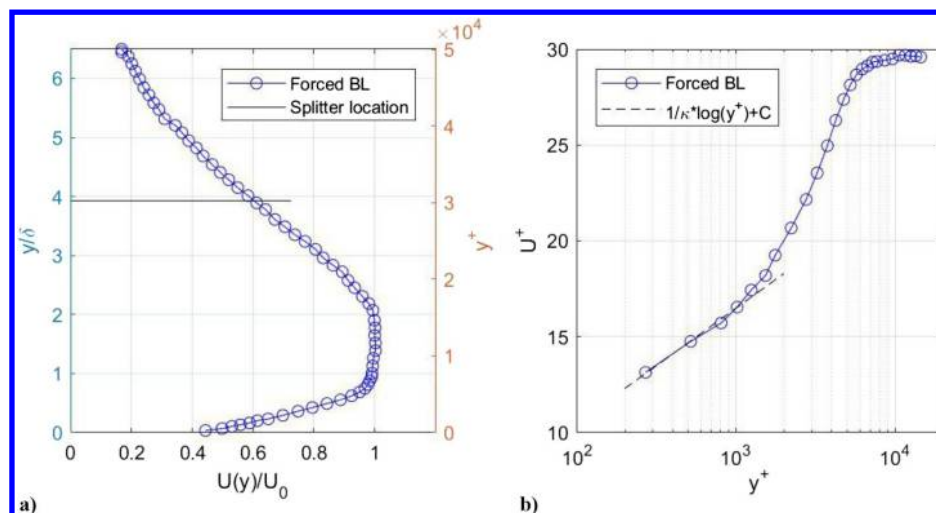 ×10⁴
6
5
4
3
2
1
0
y/δ
Forced BL
Splitter location
5
4
3
2
1
0
y⁺
0
0.2
0.4
0.6
0.8
1
U(y)/U₀
a)
30
25
20
15
10
U⁺
Forced BL
1/κ*log(y⁺)+C
10²
10³
10⁴
y⁺
b)